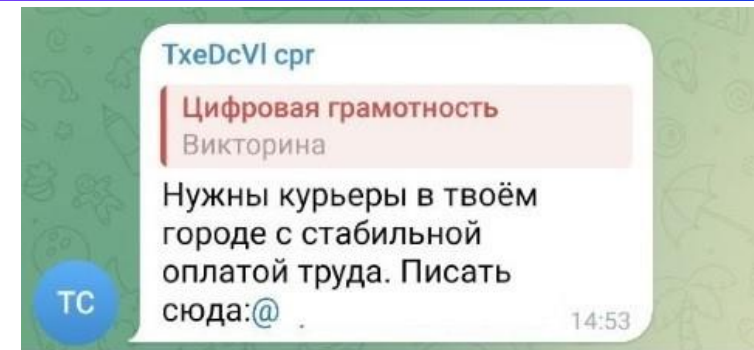 TxeDcVl cpr
Цифровая грамотность
Викторина
Нужны курьеры в твоём
городе с стабильной
оплатой труда. Писать
сюда:@
14:53
TC